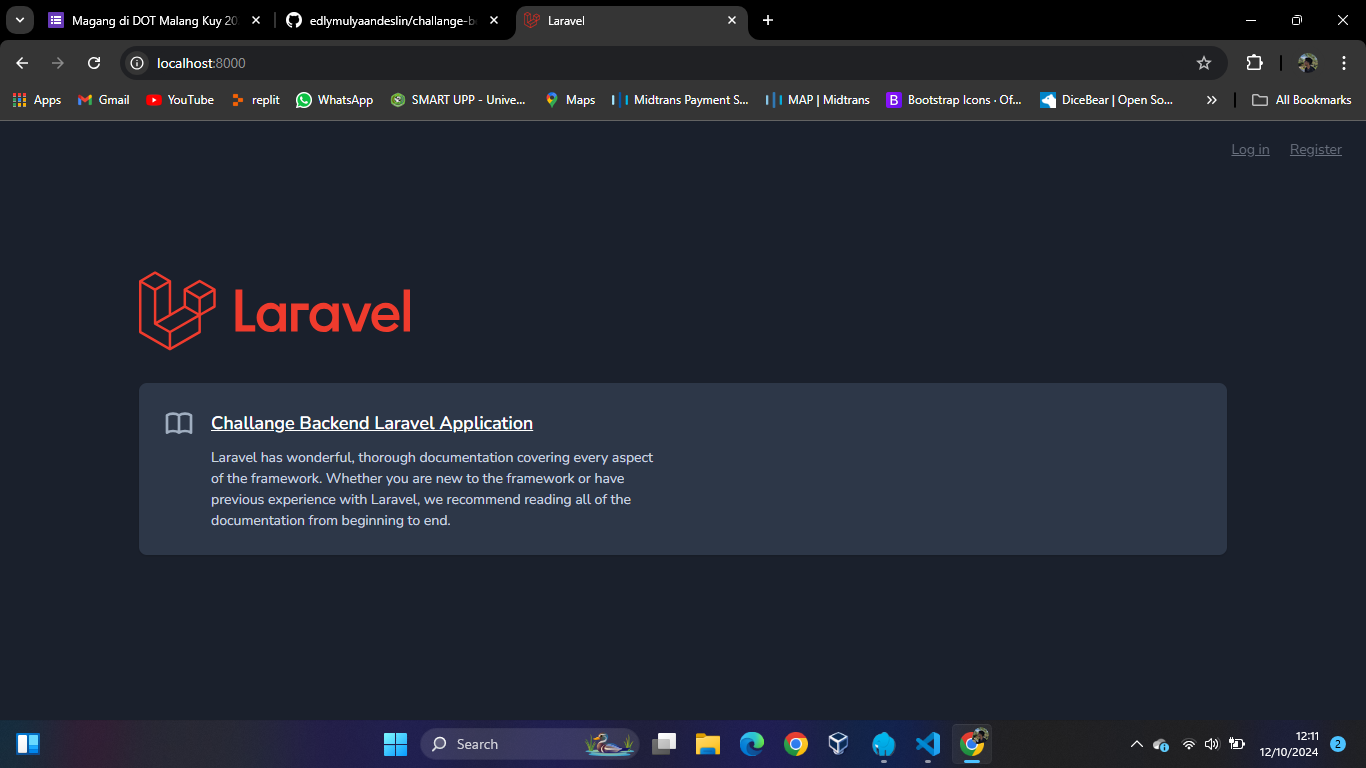 Magang di DOT Malang Kuy 20
edlymulyaandeslin/challange-be
Laravel
localhost:8000
Apps
Gmail
YouTube
replit
WhatsApp
SMART UPP - Unive...
Maps
Midtrans Payment S...
MAP | Midtrans
B
Bootstrap Icons · Of...
DiceBear | Open So...
All Bookmarks
Log in
Register
Laravel
Challange Backend Laravel Application
Laravel has wonderful, thorough documentation covering every aspect
of the framework. Whether you are new to the framework or have
previous experience with Laravel, we recommend reading all of the
documentation from beginning to end.
Search
12:11
12/10/2024
2